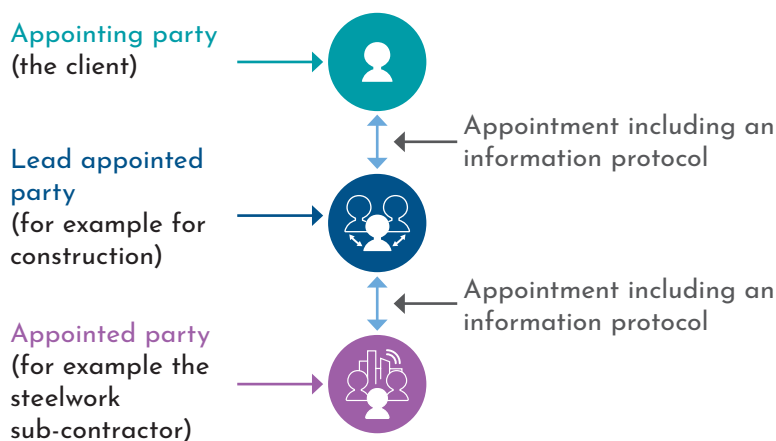 Appointing party
(the client)
Appointment including an
information protocol
Lead appointed
party
(for example for
construction)
Appointment including an
information protocol
Appointed party
(for example the
steelwork
sub-contractor)